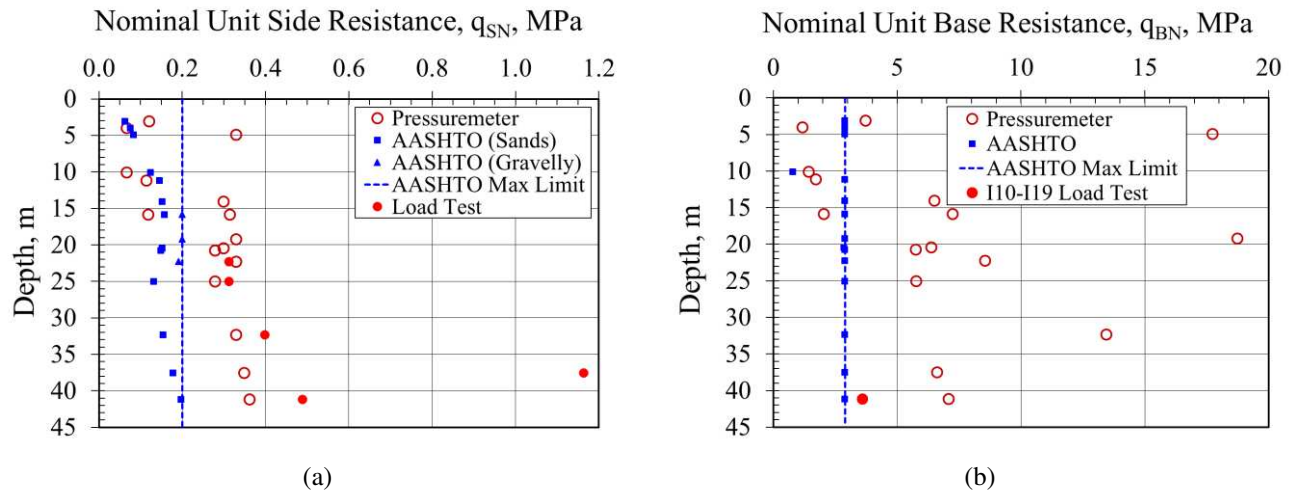 Nominal Unit Side Resistance, qSN, MPa
0.0 0.2 0.4 0.6 0.8 1.0 1.2
0
5
10
15
20
25
30
35
40
45
Depth, m
Pressuremeter
AASHTO (Sands)
AASHTO (Gravelly)
AASHTO Max Limit
Load Test
(a)
Nominal Unit Base Resistance, qBN, MPa
0 5 10 15 20
0
5
10
15
20
25
30
35
40
45
Depth, m
Pressuremeter
AASHTO
AASHTO Max Limit
I10-I19 Load Test
(b)